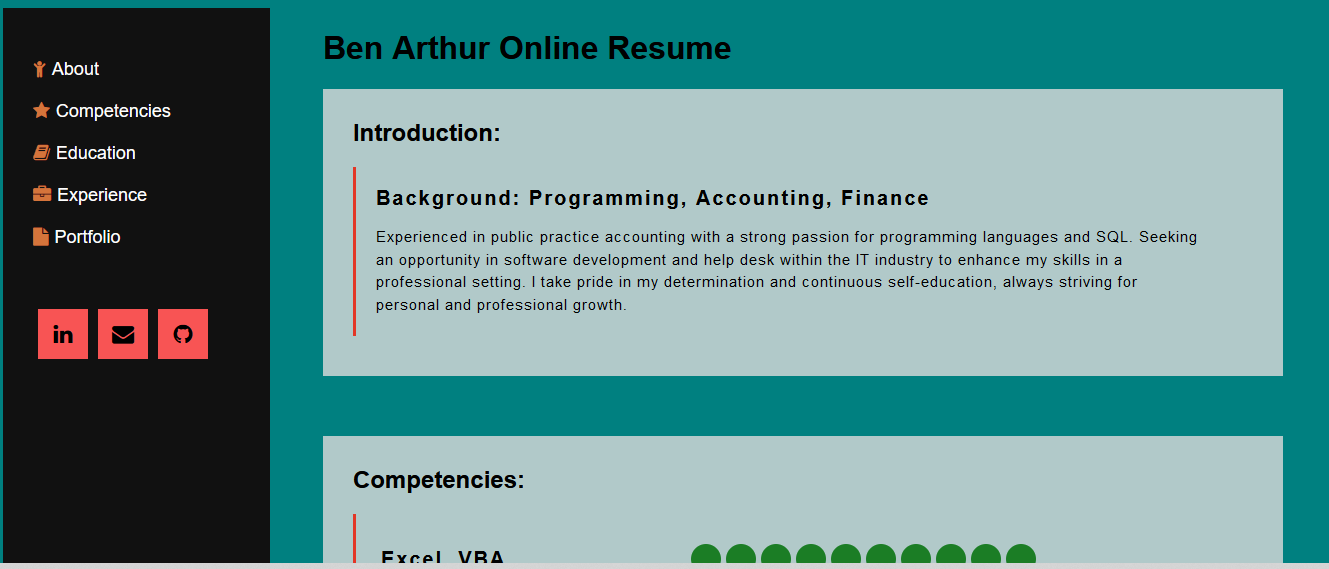 Ben Arthur Online Resume
About
Competencies
Education
Experience
Portfolio
in
Introduction:
Background: Programming, Accounting, Finance
Experienced in public practice accounting with a strong passion for programming languages and SQL. Seeking
an opportunity in software development and help desk within the IT industry to enhance my skills in a
professional setting. I take pride in my determination and continuous self-education, always striving for
personal and professional growth.
Competencies:
Excel, VBA